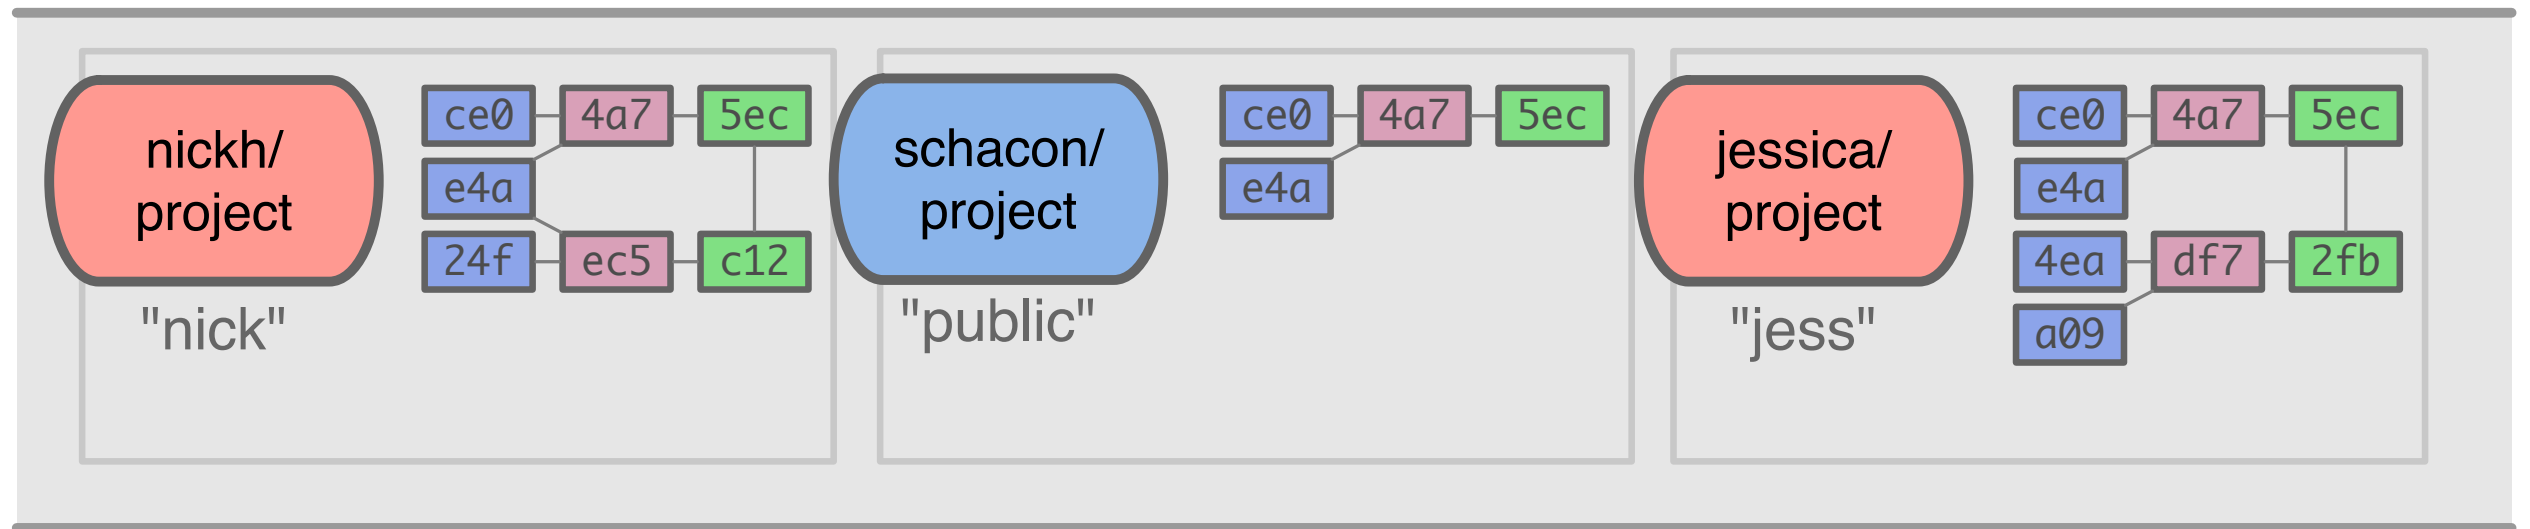 nickh/
project
"nick"
ce0 4a7 5ec
e4a
24f ec5 c12
schacon/
project
"public"
ce0 4a7 5ec
e4a
jessica/
project
"jess"
ce0 4a7 5ec
e4a
4ea df7 2fb
a09